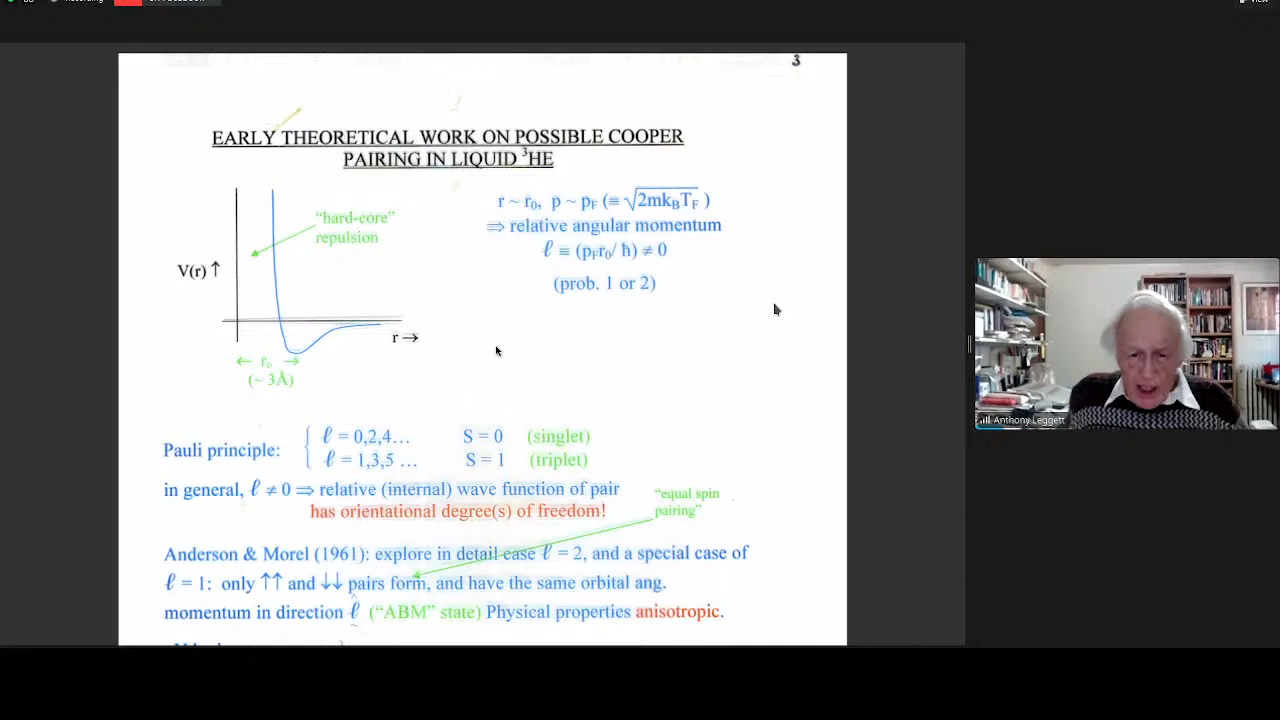 View
3
EARLY THEORETICAL WORK ON POSSIBLE COOPER
PAIRING IN LIQUID ³HE
"hard-core"
repulsion
V(r) ↑
r →
← r₀ →
(~ 3Å)
r ~ r₀, p ~ p_F (≡ √2mk_BT_F )
⇒ relative angular momentum
ℓ ≡ (p_Fr₀/ ħ) ≠ 0
(prob. 1 or 2)
Anthony Leggett
Pauli principle:
ℓ = 0,2,4… S = 0 (singlet)
ℓ = 1,3,5 … S = 1 (triplet)
in general, ℓ ≠ 0 ⇒ relative (internal) wave function of pair
has orientational degree(s) of freedom!
"equal spin
pairing"
Anderson & Morel (1961): explore in detail case ℓ = 2, and a special case of
ℓ = 1: only ↑↑ and ↓↓ pairs form, and have the same orbital ang.
momentum in direction ℓ̂ ("ABM" state) Physical properties anisotropic.